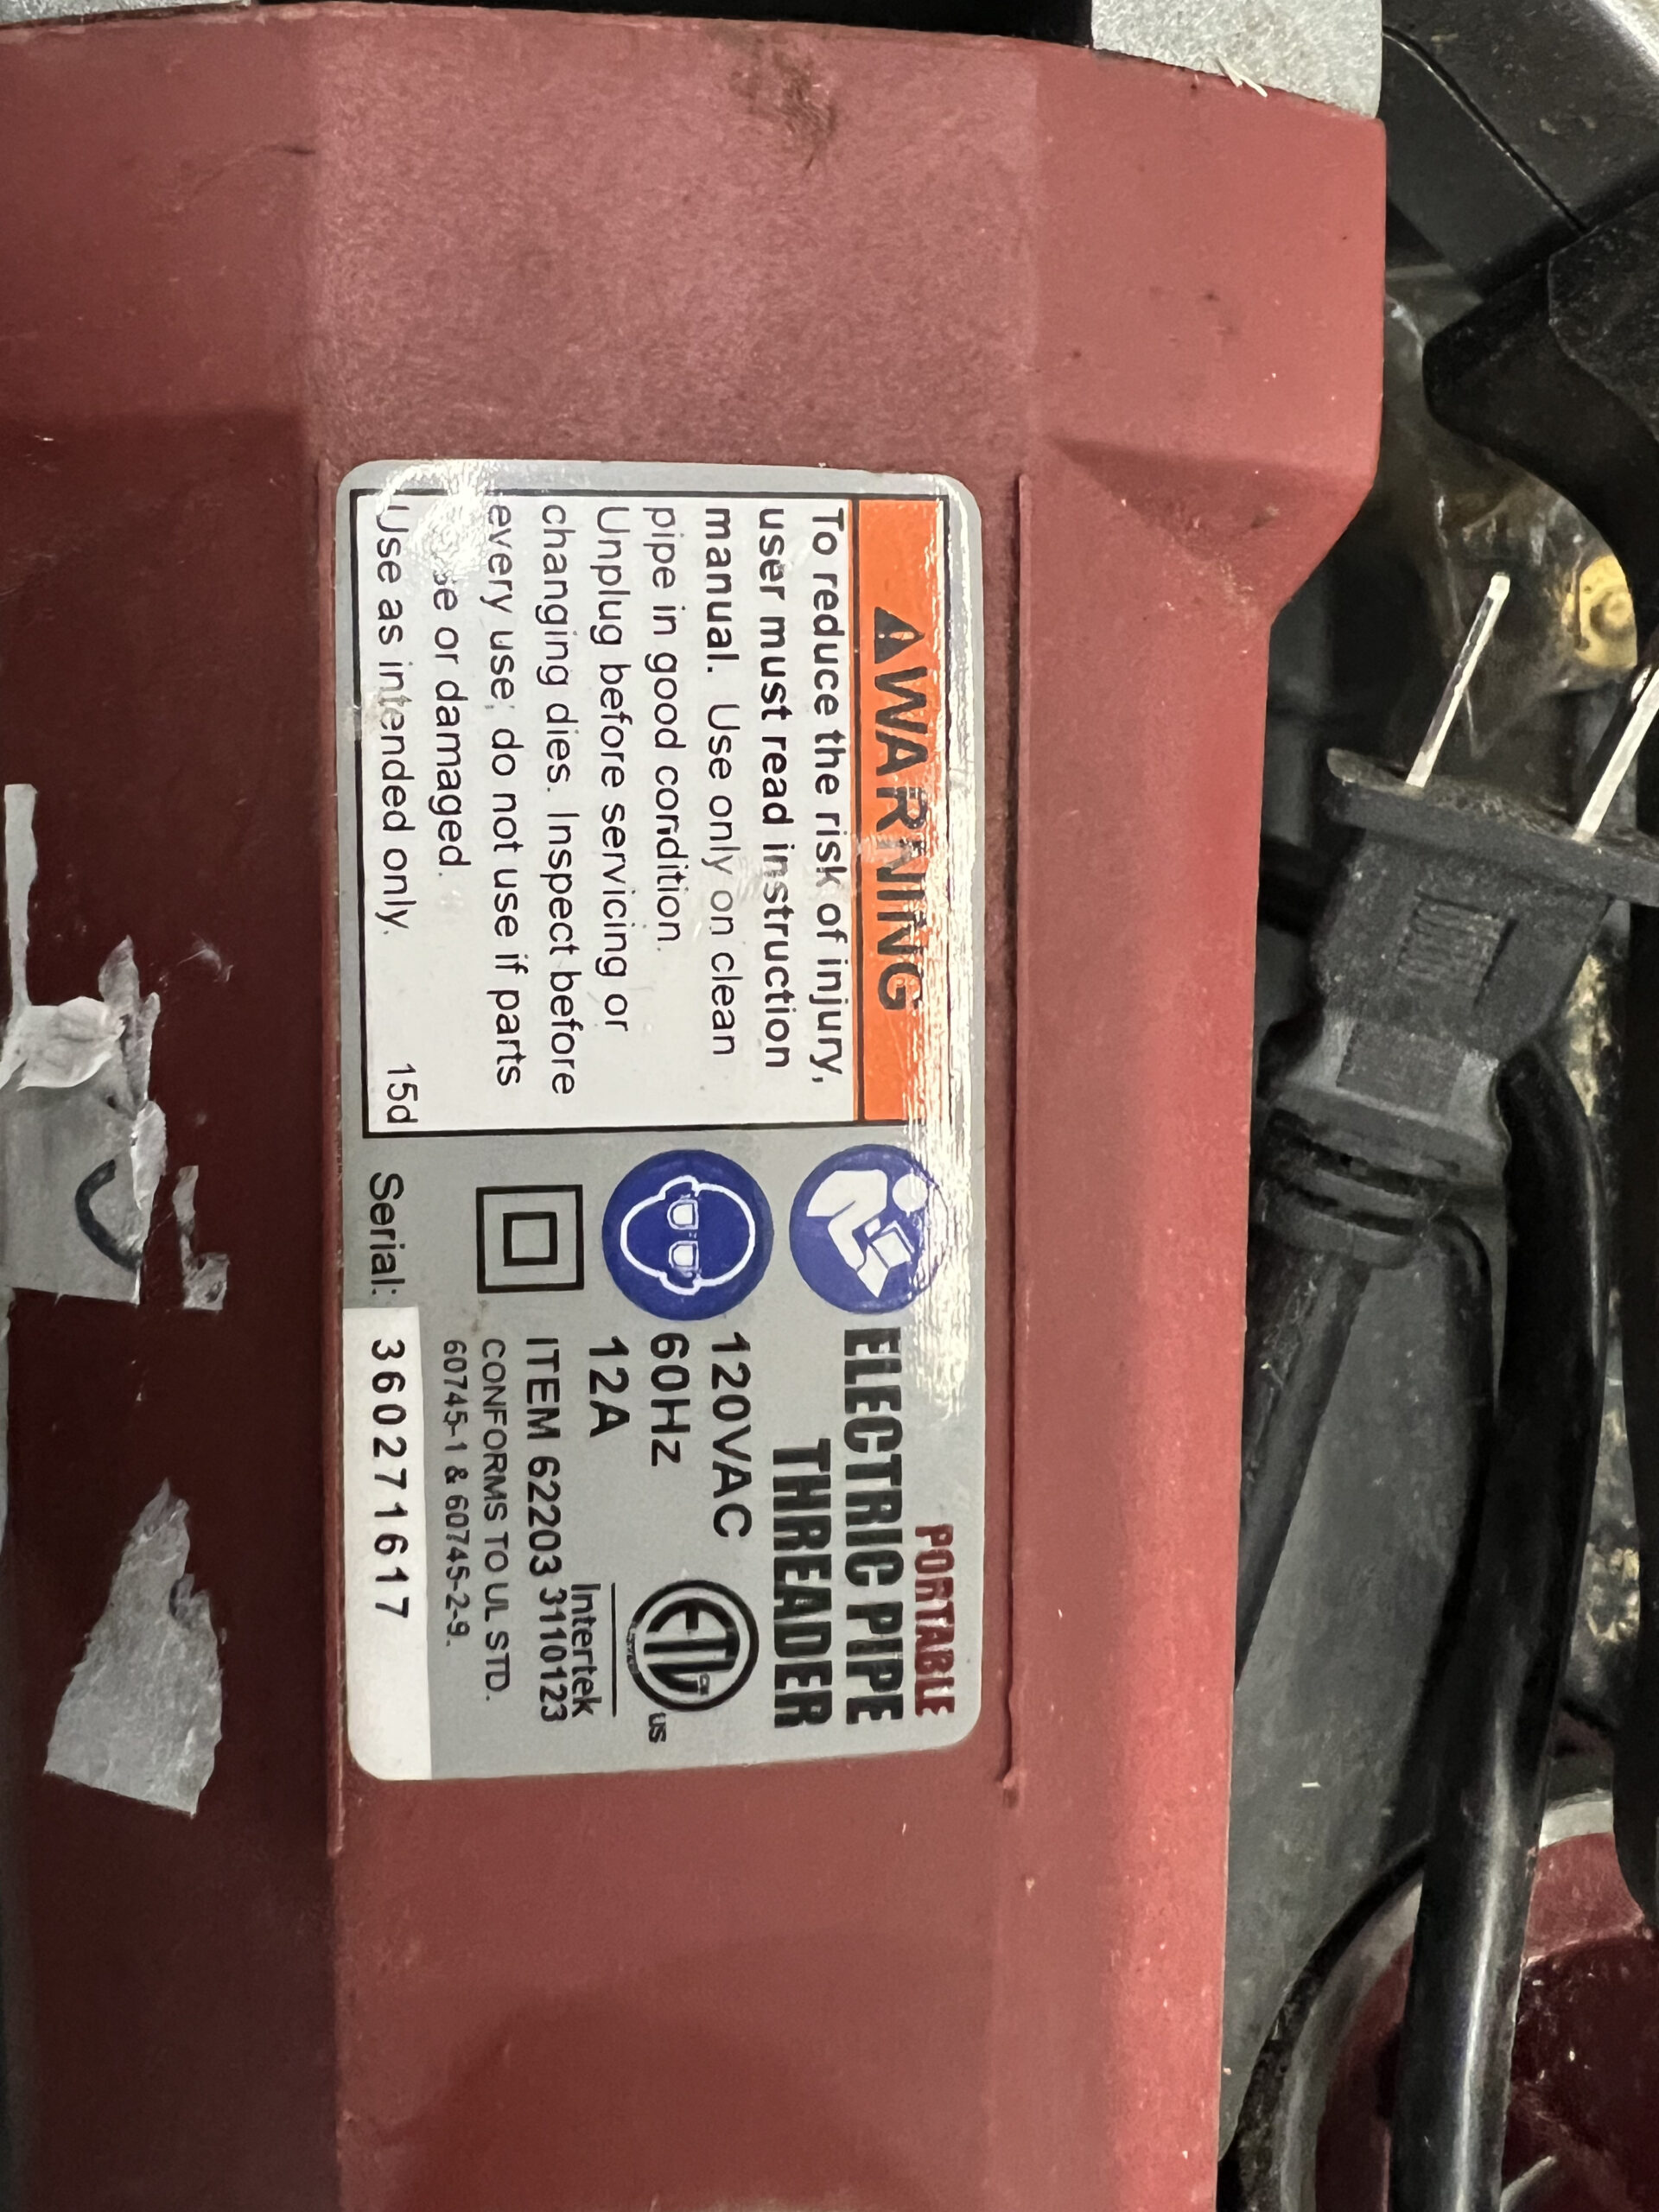 WARNING
To reduce the risk of injury,
user must read instruction
manual. Use only on clean
pipe in good condition.
Unplug before servicing or
changing dies. Inspect before
every use; do not use if parts
or damaged.
Use as intended only.
15d
PORTABLE
ELECTRIC PIPE
THREADER
120VAC
60Hz
12A
ETL
CM
US
Intertek
ITEM 62203 3110123
CONFORMS TO UL STD.
60745-1 & 60745-2-9.
Serial: 360271617